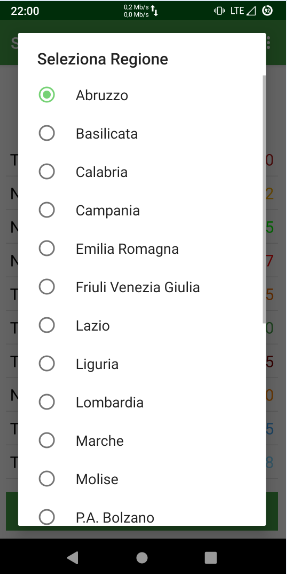 22:00
0,2 Mb/s
0,0 Mb/s
LTE
Seleziona Regione
Abruzzo
Basilicata
Calabria
Campania
Emilia Romagna
Friuli Venezia Giulia
Lazio
Liguria
Lombardia
Marche
Molise
P.A. Bolzano